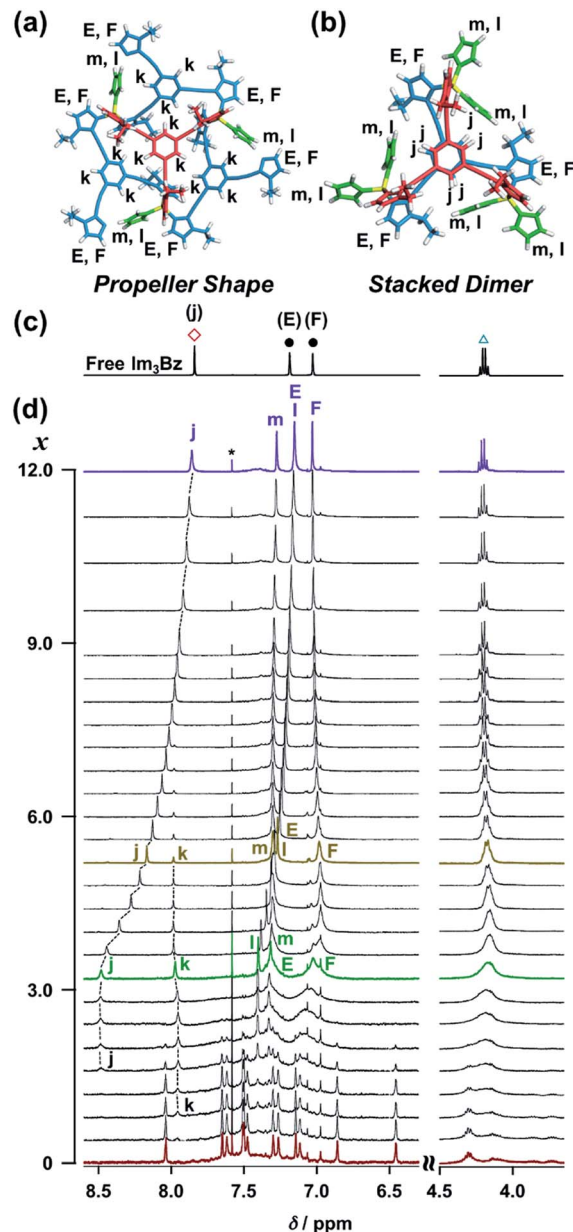 (a)
E, F
m, l
k
k
k
k
E, F
m, l
E, F
k
k
E, F
k
k
k
k
k
k
m, l
E, F
E, F
Propeller Shape
(b)
m, l
m, l
j
j
j
j
j
j
E, F
m, l
m, l
m, l
E, F
m, l
Stacked Dimer
(c)
(j)
(E)
(F)
Free Im₃Bz
(d)
x
12.0
j
*
m
E
l
F
9.0
6.0
j
k
m
l
E
F
j
k
l
m
E
F
3.0
j
k
0
8.5
8.0
7.5
7.0
6.5
4.5
4.0
δ / ppm